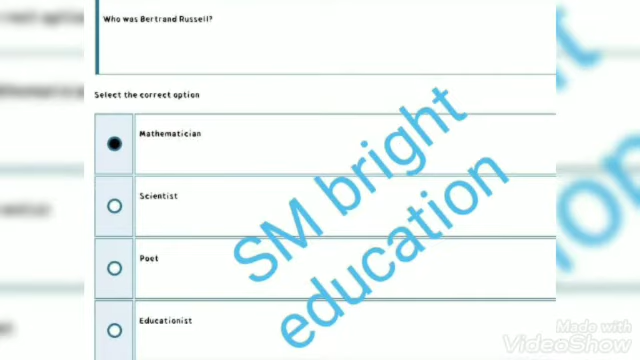 Who was Bertrand Russell?
Select the correct option
Mathematician
Scientist
Poet
Educationist
SM bright
education
Made with
VideoShow